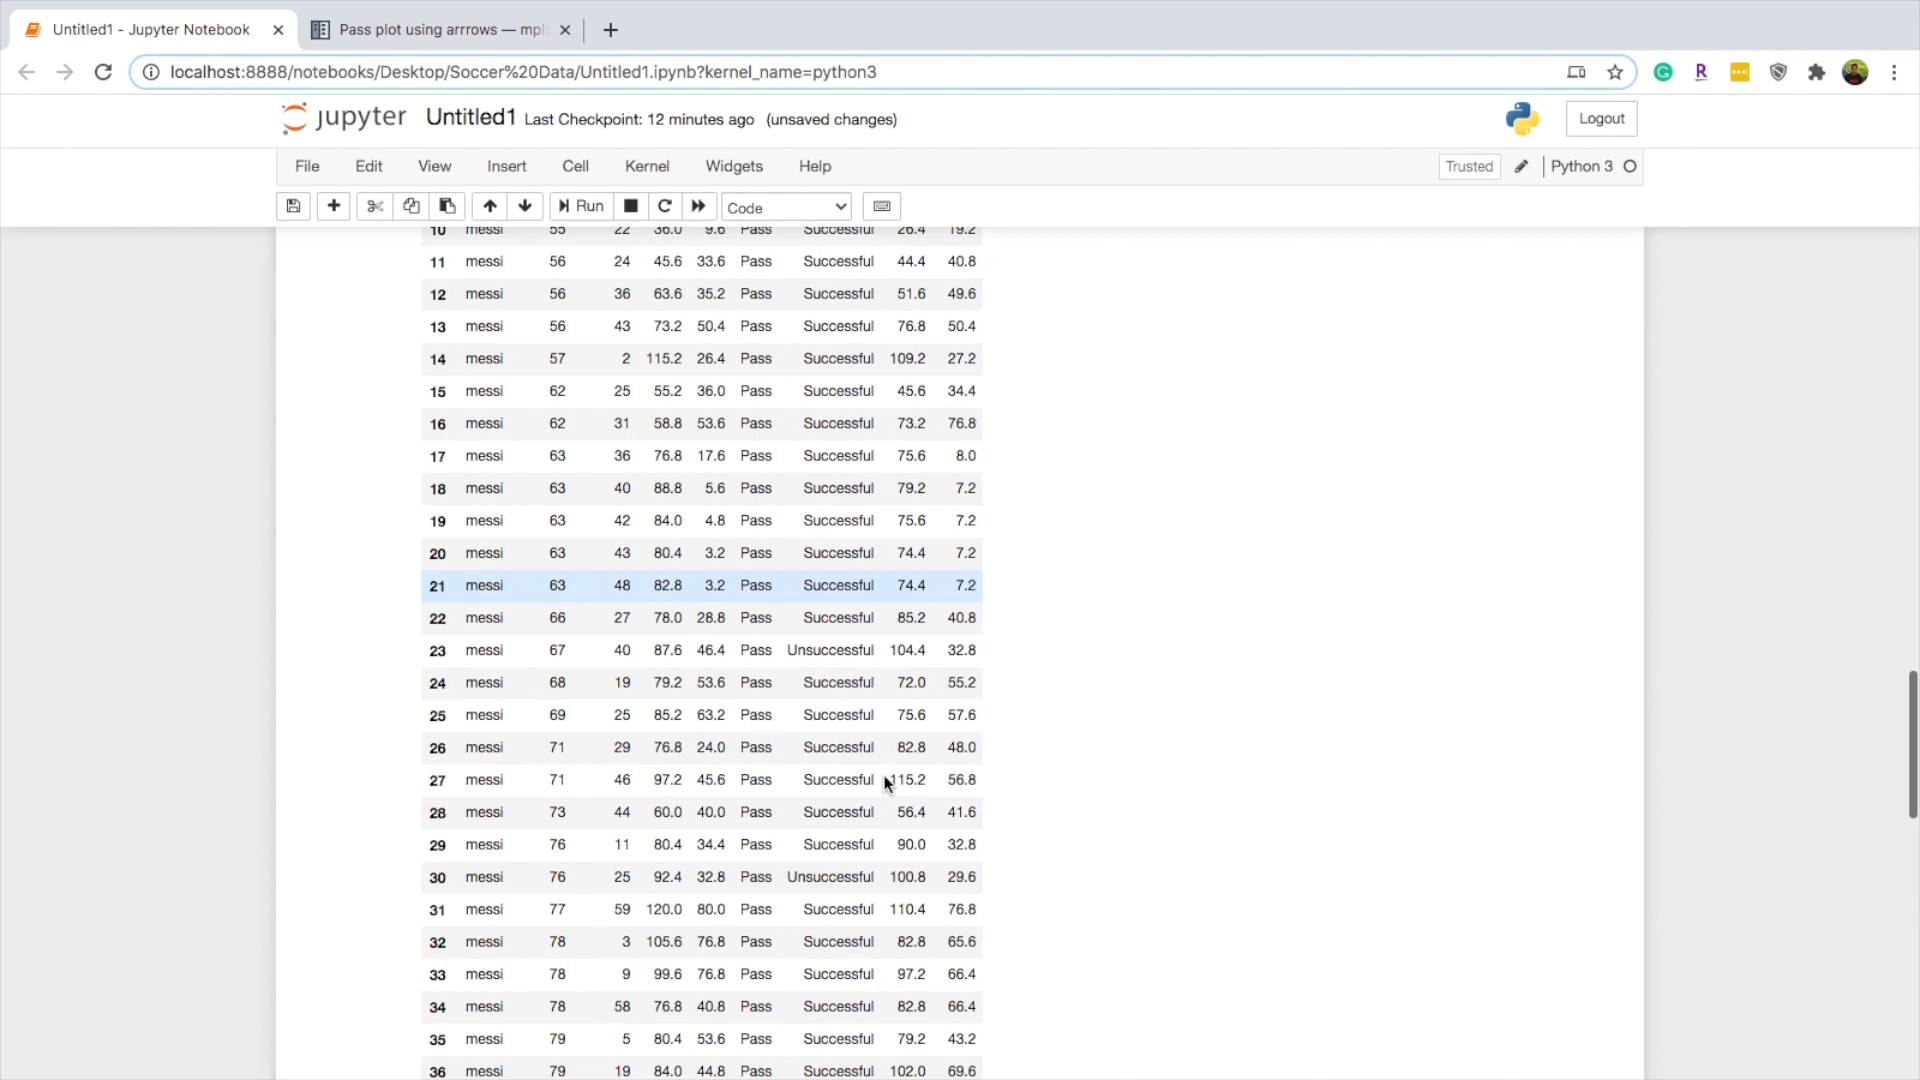 Untitled1 - Jupyter Notebook
Pass plot using arrrows — mpls
localhost:8888/notebooks/Desktop/Soccer%20Data/Untitled1.ipynb?kernel_name=python3
jupyter Untitled1 Last Checkpoint: 12 minutes ago (unsaved changes)
Logout
File Edit View Insert Cell Kernel Widgets Help
Trusted Python 3
Run Code
10 messi 55 22 36.0 9.6 Pass Successful 26.4 19.2
11 messi 56 24 45.6 33.6 Pass Successful 44.4 40.8
12 messi 56 36 63.6 35.2 Pass Successful 51.6 49.6
13 messi 56 43 73.2 50.4 Pass Successful 76.8 50.4
14 messi 57 2 115.2 26.4 Pass Successful 109.2 27.2
15 messi 62 25 55.2 36.0 Pass Successful 45.6 34.4
16 messi 62 31 58.8 53.6 Pass Successful 73.2 76.8
17 messi 63 36 76.8 17.6 Pass Successful 75.6 8.0
18 messi 63 40 88.8 5.6 Pass Successful 79.2 7.2
19 messi 63 42 84.0 4.8 Pass Successful 75.6 7.2
20 messi 63 43 80.4 3.2 Pass Successful 74.4 7.2
21 messi 63 48 82.8 3.2 Pass Successful 74.4 7.2
22 messi 66 27 78.0 28.8 Pass Successful 85.2 40.8
23 messi 67 40 87.6 46.4 Pass Unsuccessful 104.4 32.8
24 messi 68 19 79.2 53.6 Pass Successful 72.0 55.2
25 messi 69 25 85.2 63.2 Pass Successful 75.6 57.6
26 messi 71 29 76.8 24.0 Pass Successful 82.8 48.0
27 messi 71 46 97.2 45.6 Pass Successful 115.2 56.8
28 messi 73 44 60.0 40.0 Pass Successful 56.4 41.6
29 messi 76 11 80.4 34.4 Pass Successful 90.0 32.8
30 messi 76 25 92.4 32.8 Pass Unsuccessful 100.8 29.6
31 messi 77 59 120.0 80.0 Pass Successful 110.4 76.8
32 messi 78 3 105.6 76.8 Pass Successful 82.8 65.6
33 messi 78 9 99.6 76.8 Pass Successful 97.2 66.4
34 messi 78 58 76.8 40.8 Pass Successful 82.8 66.4
35 messi 79 5 80.4 53.6 Pass Successful 79.2 43.2
36 messi 79 19 84.0 44.8 Pass Successful 102.0 69.6